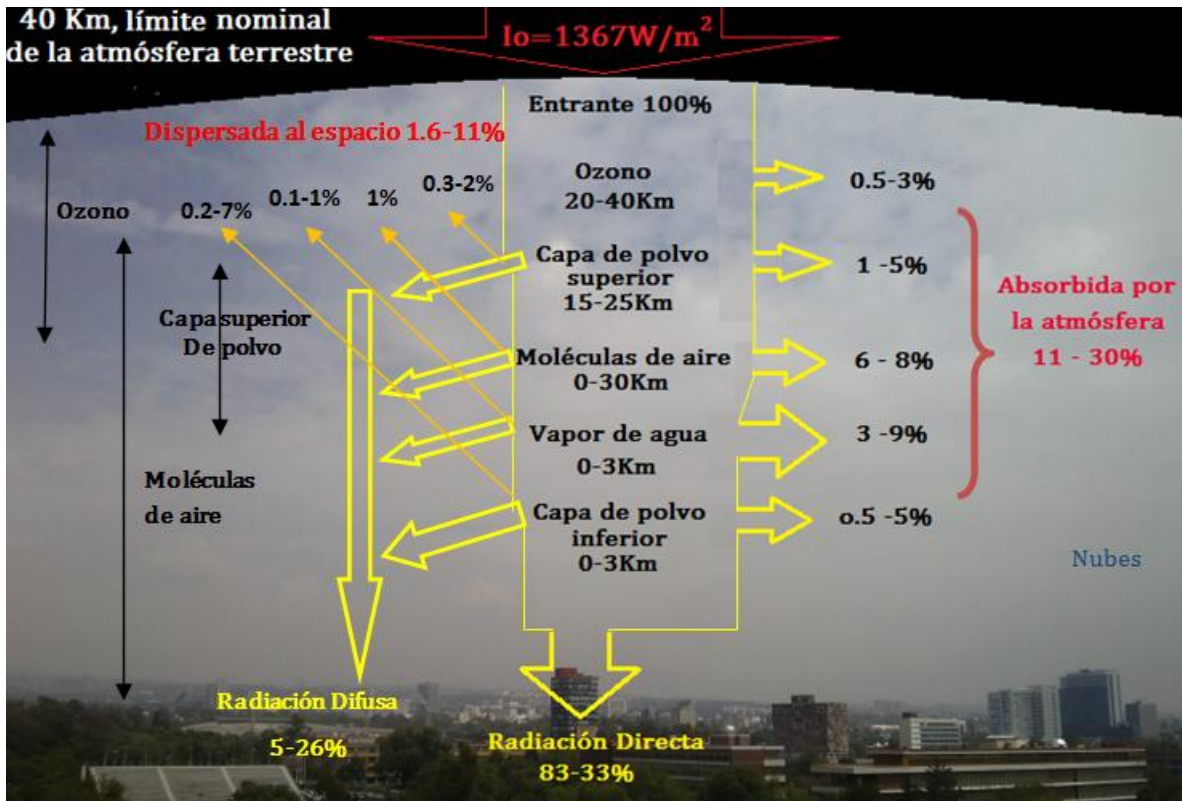 40 Km, límite nominal
de la atmósfera terrestre
Io=1367W/m²
Entrante 100%
Dispersada al espacio 1.6-11%
Ozono
20-40Km
0.5-3%
0.3-2%
1%
0.1-1%
0.2-7%
Ozono
Capa de polvo
superior
15-25Km
1 -5%
Absorbida por
la atmósfera
11 - 30%
Capa superior
De polvo
Moléculas de aire
0-30Km
6 - 8%
Vapor de agua
0-3Km
3 -9%
Moléculas
de aire
Capa de polvo
inferior
0-3Km
o.5 -5%
Nubes
Radiación Difusa
5-26%
Radiación Directa
83-33%